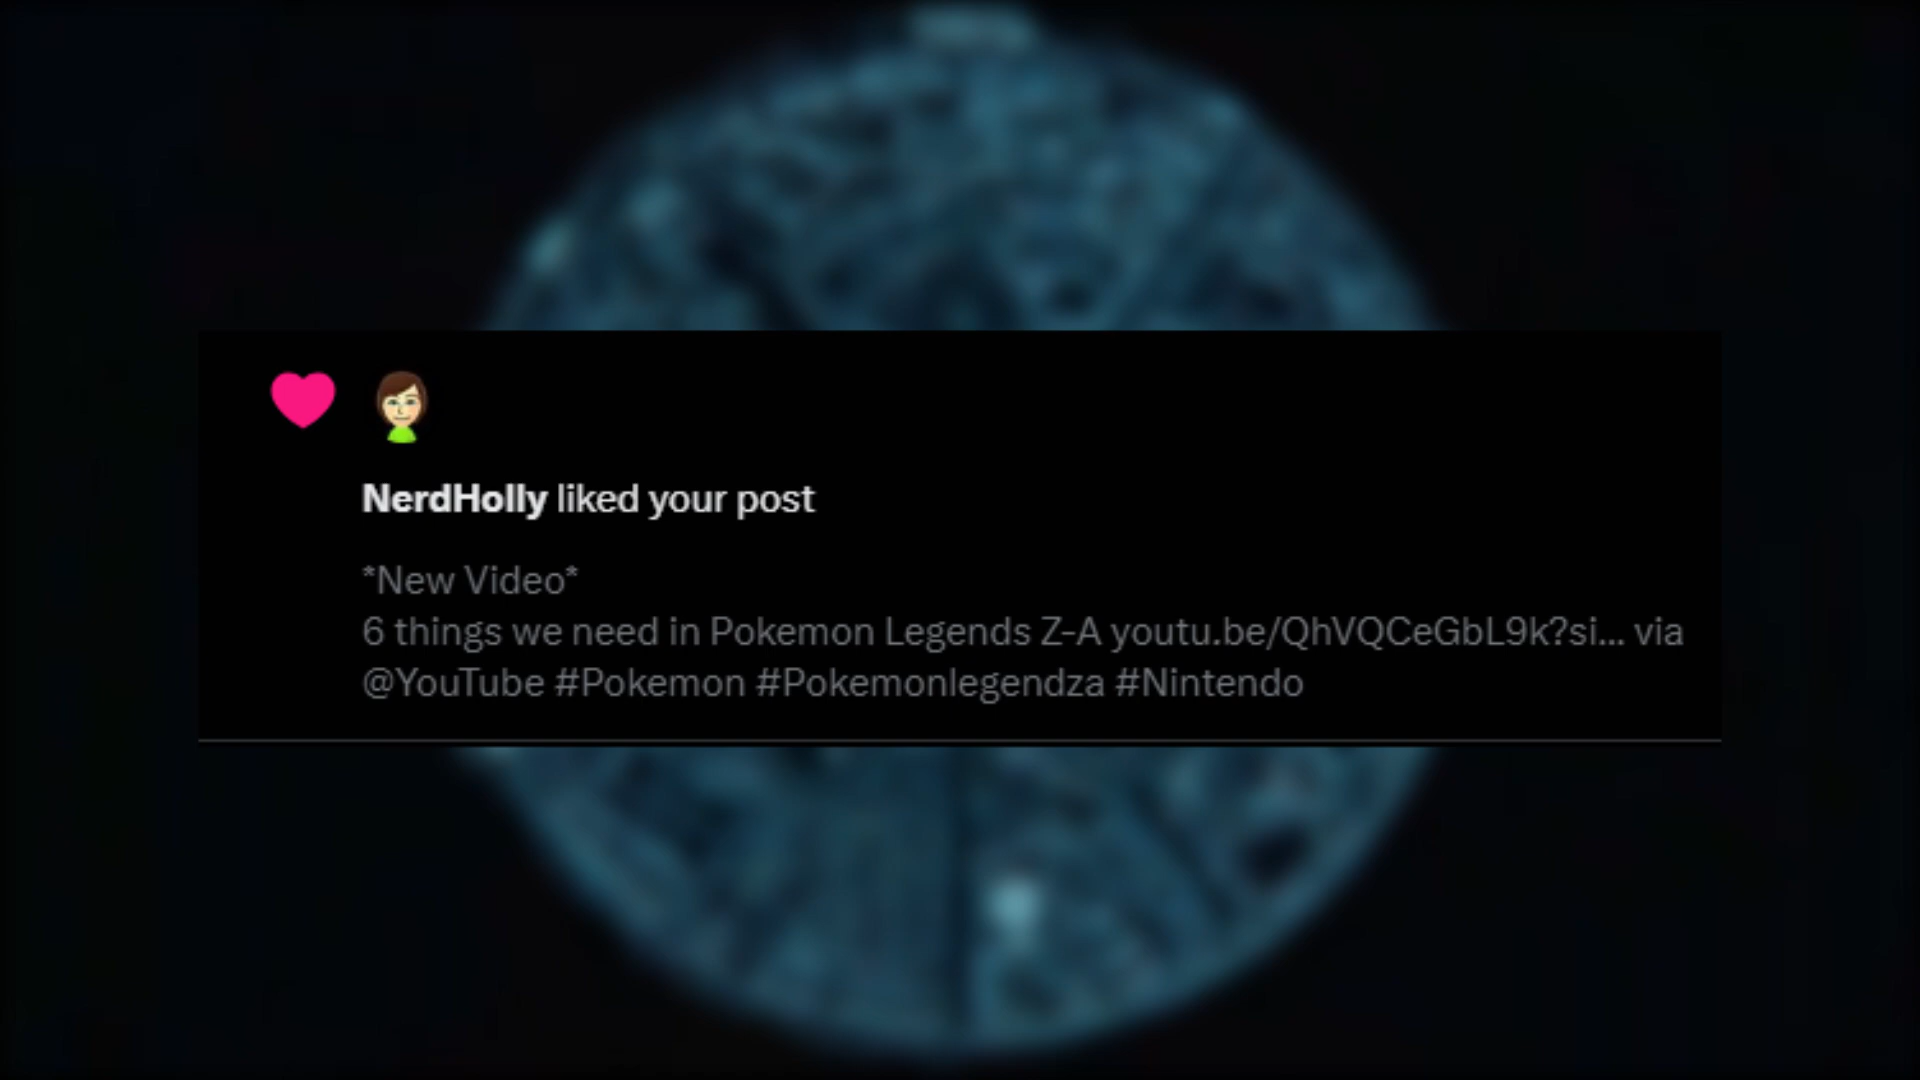 NerdHolly liked your post
*New Video*
6 things we need in Pokemon Legends Z-A youtu.be/QhVQCeGbL9k?si... via
@YouTube #Pokemon #Pokemonlegendza #Nintendo